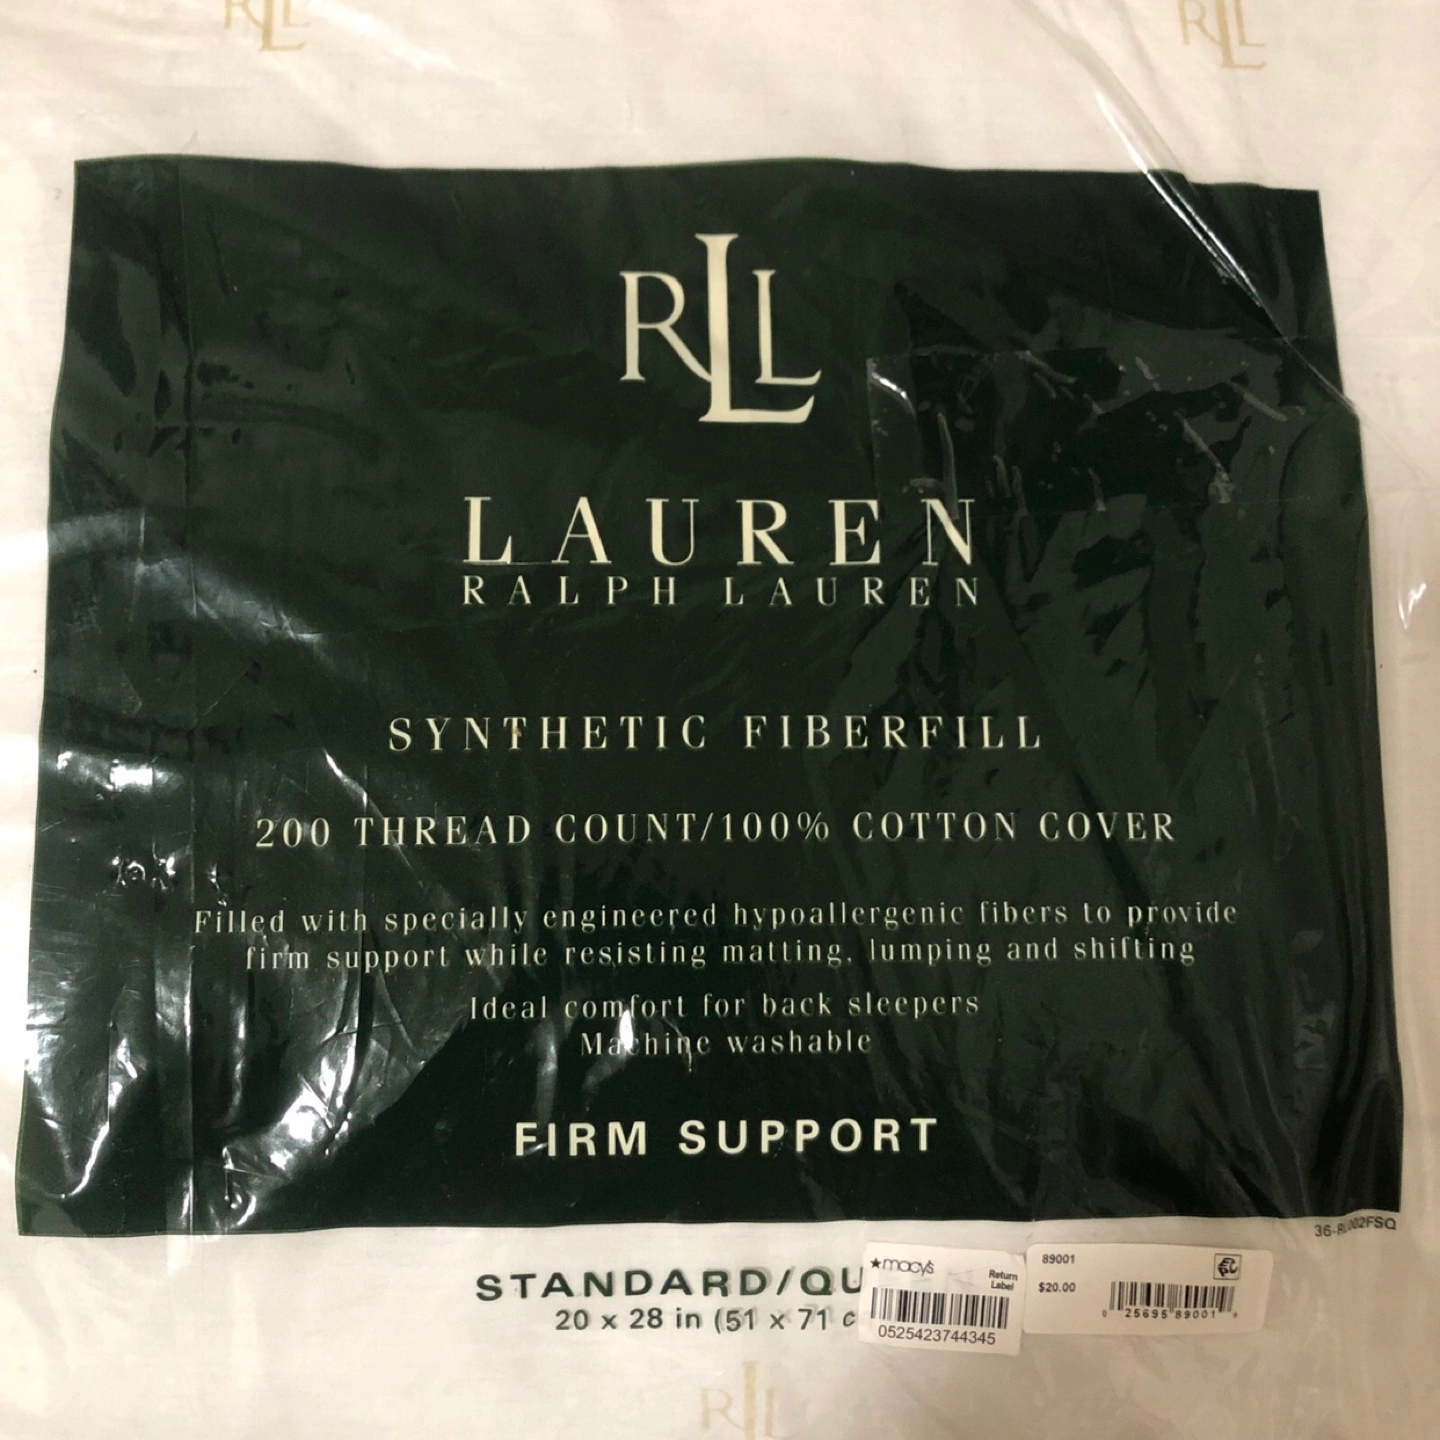 RLL
RLL
RLL
LAUREN
RALPH LAUREN
SYNTHETIC FIBERFILL
200 THREAD COUNT/100% COTTON COVER
Filled with specially engineered hypoallergenic fibers to provide
firm support while resisting matting, lumping and shifting
Ideal comfort for back sleepers
Machine washable
FIRM SUPPORT
STANDARD/QU
20 x 28 in (51 x 71 c
★macy's
Return
Label
0525423744345
89001
$20.00
0 25695 89001 9
RLL